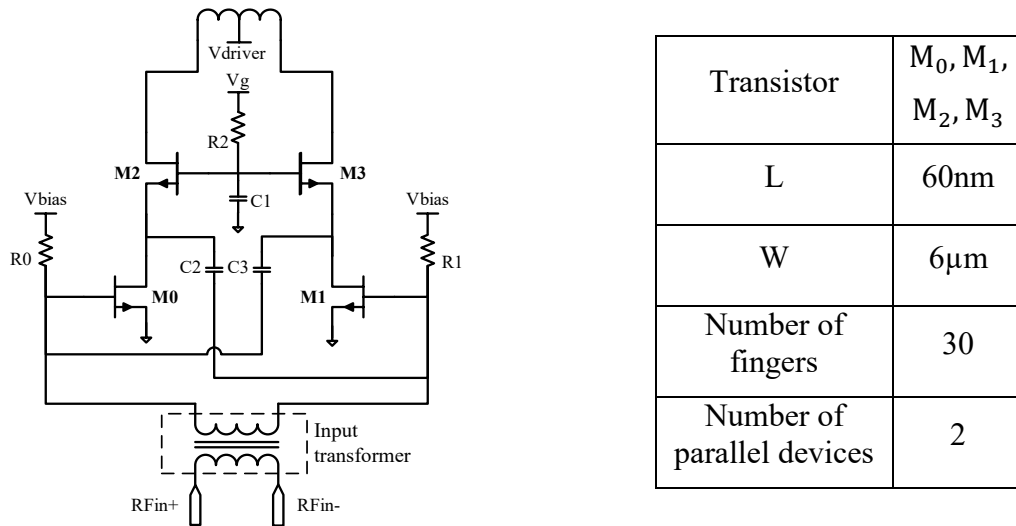 Vdriver
Vg
R2
M2
M3
C1
Vbias
Vbias
R0
R1
C2
C3
M0
M1
Input
transformer
RFin+
RFin-
Transistor
M₀, M₁,
M₂, M₃
L
60nm
W
6µm
Number of
fingers
30
Number of
parallel devices
2